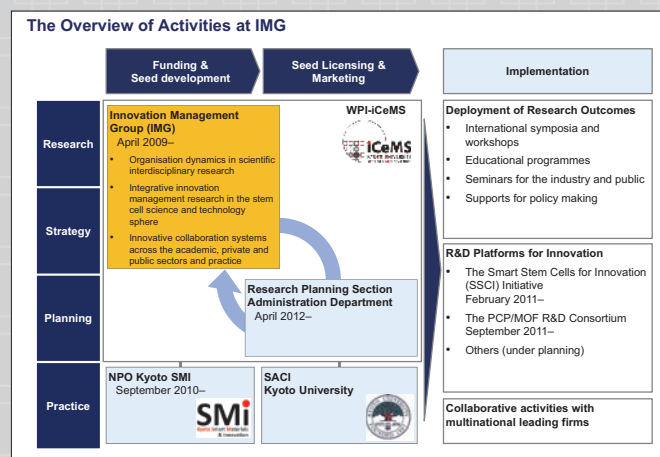 The Overview of Activities at IMG
Funding &
Seed development
Seed Licensing &
Marketing
Implementation
Research
Strategy
Planning
Practice
Innovation Management
Group (IMG)
April 2009–
• Organisation dynamics in scientific
interdisciplinary research
• Integrative innovation
management research in the stem
cell science and technology
sphere
• Innovative collaboration systems
across the academic, private and
public sectors and practice
WPI-iCeMS
iCeMS
Research Planning Section
Administration Department
April 2012–
NPO Kyoto SMI
September 2010–
SMi
Kyoto Smart Materials
& Innovation
SACI
Kyoto University
Deployment of Research Outcomes
• International symposia and
workshops
• Educational programmes
• Seminars for the industry and public
• Supports for policy making
R&D Platforms for Innovation
• The Smart Stem Cells for Innovation
(SSCI) Initiative
February 2011–
• The PCP/MOF R&D Consortium
September 2011–
• Others (under planning)
Collaborative activities with
multinational leading firms